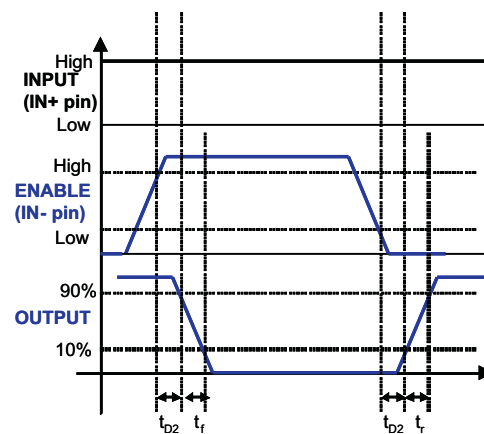 High
INPUT
(IN+ pin)
Low
High
ENABLE
(IN- pin)
Low
90%
OUTPUT
10%
tD2 tf tD2 tr